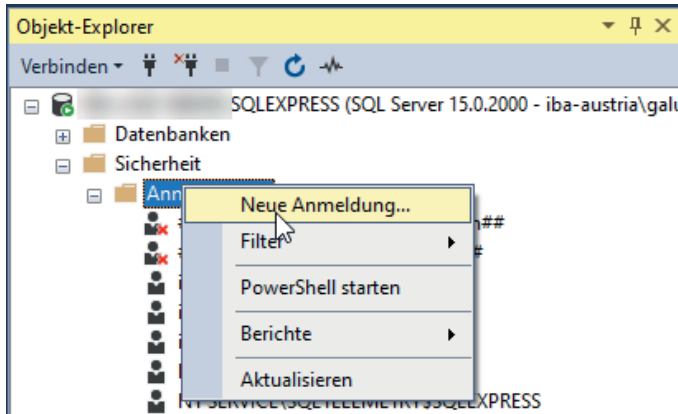 Objekt-Explorer
Verbinden
SQLEXPRESS (SQL Server 15.0.2000 - iba-austria\galu
Datenbanken
Sicherheit
Neue Anmeldung...
##
Filter
#
PowerShell starten
Berichte
Aktualisieren